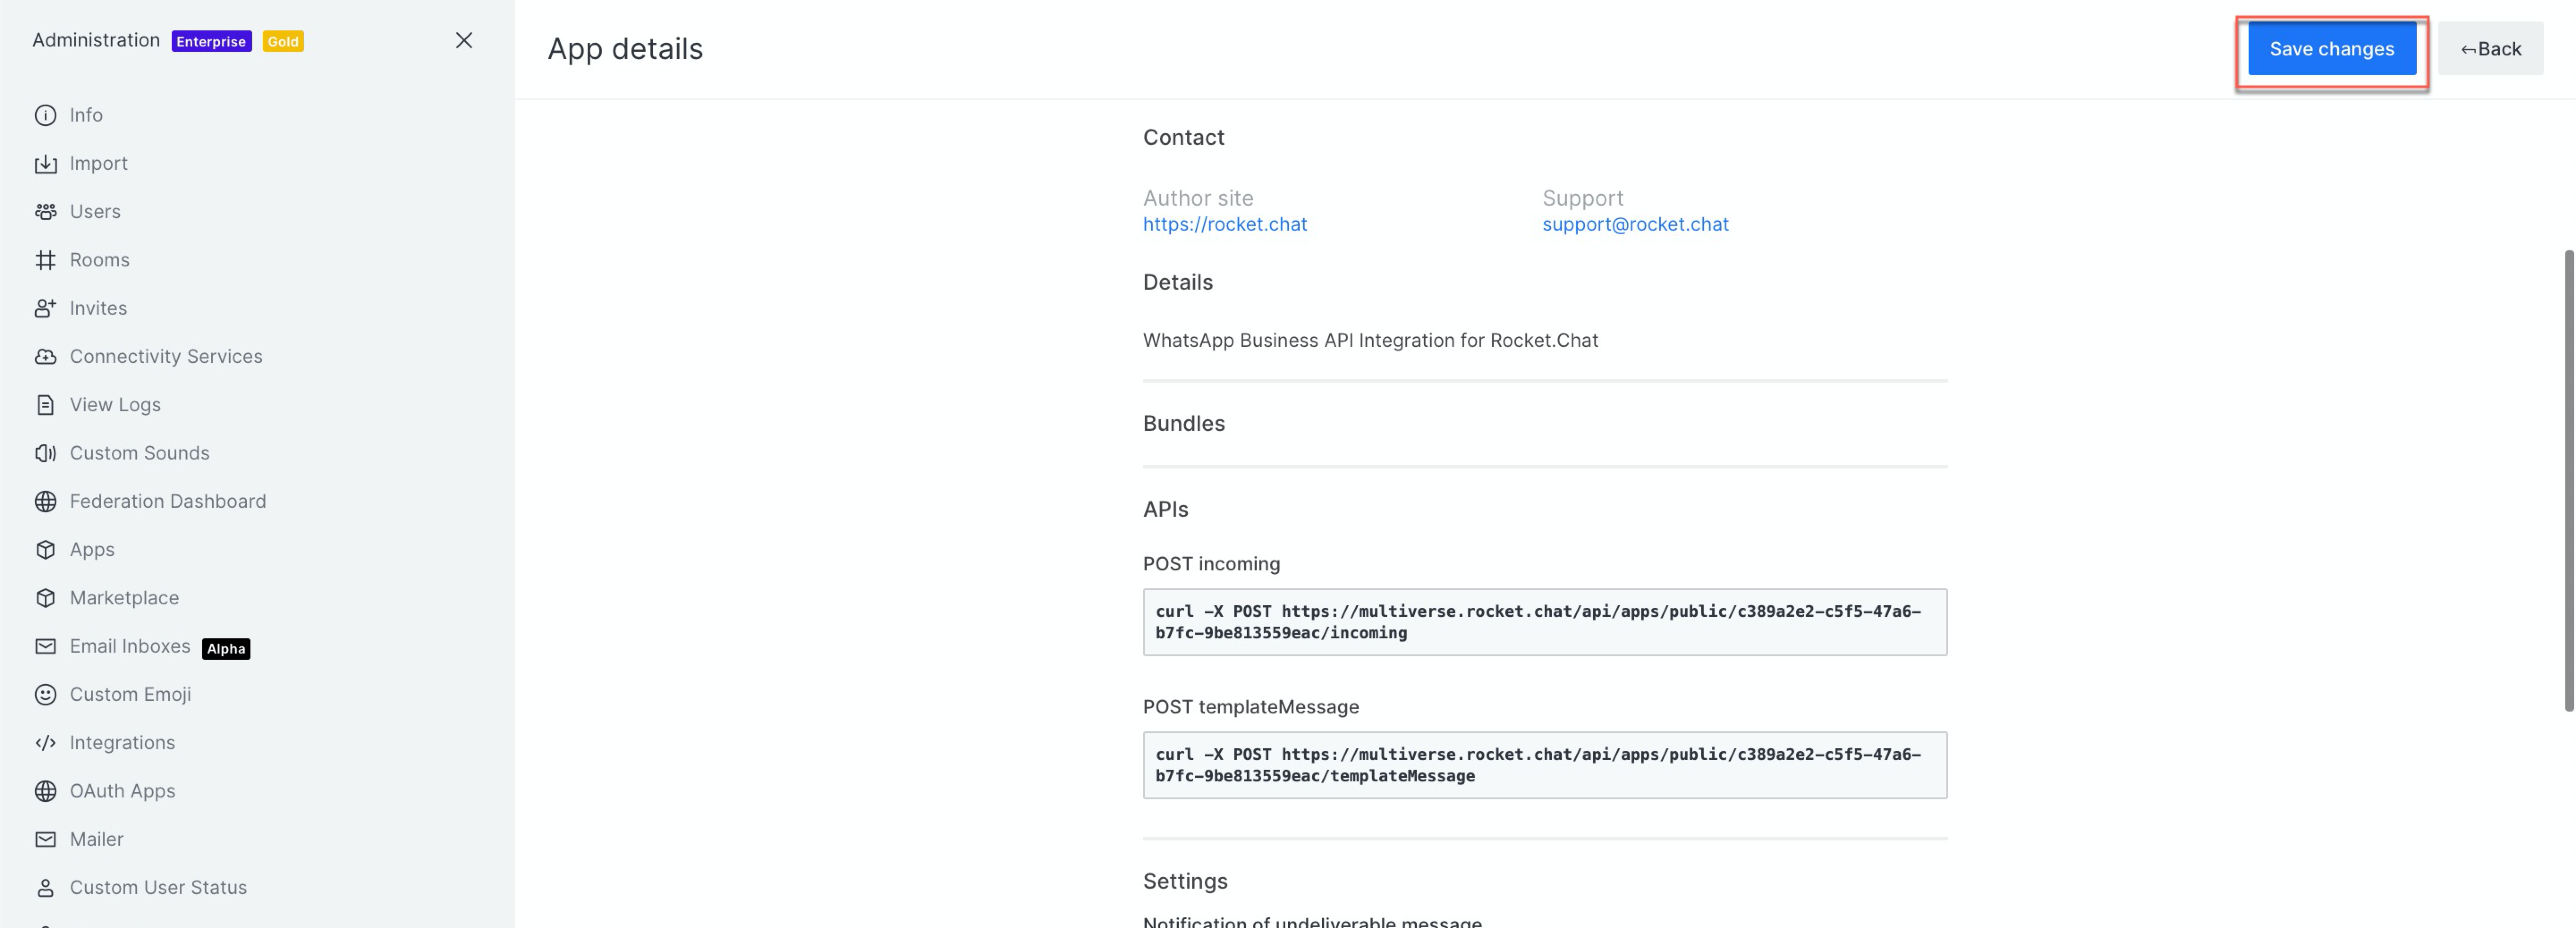 Administration Enterprise Gold
Info
Import
Users
Rooms
Invites
Connectivity Services
View Logs
Custom Sounds
Federation Dashboard
Apps
Marketplace
Email Inboxes Alpha
Custom Emoji
Integrations
OAuth Apps
Mailer
Custom User Status
App details
Save changes
Back
Contact
Author site
https://rocket.chat
Support
support@rocket.chat
Details
WhatsApp Business API Integration for Rocket.Chat
Bundles
APIs
POST incoming
curl -X POST https://multiverse.rocket.chat/api/apps/public/c389a2e2-c5f5-47a6-
b7fc-9be813559eac/incoming
POST templateMessage
curl -X POST https://multiverse.rocket.chat/api/apps/public/c389a2e2-c5f5-47a6-
b7fc-9be813559eac/templateMessage
Settings
Notification of undeliverable message